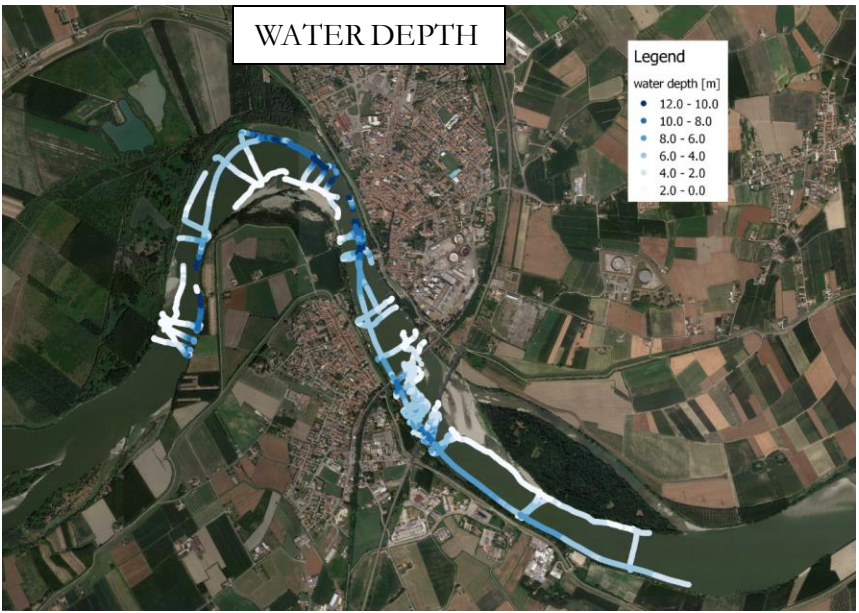 WATER DEPTH
Legend
water depth [m]
12.0 - 10.0
10.0 - 8.0
8.0 - 6.0
6.0 - 4.0
4.0 - 2.0
2.0 - 0.0